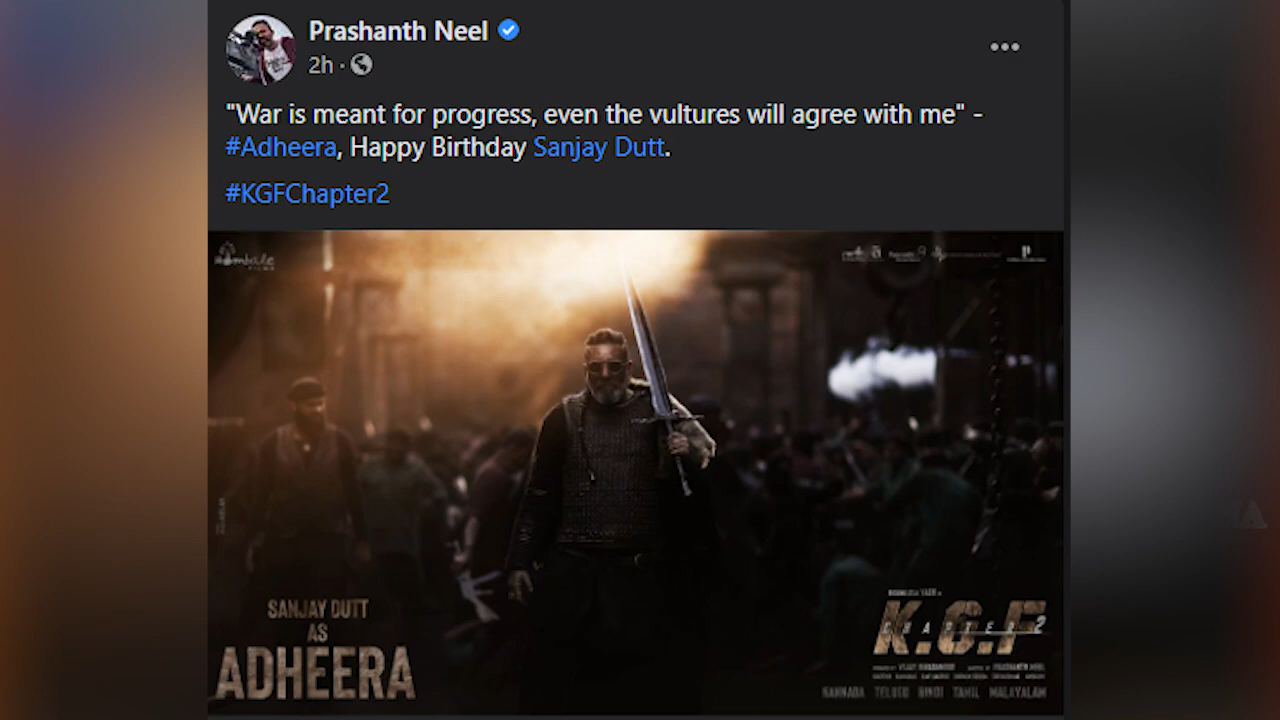 Prashanth Neel
2h ·
"War is meant for progress, even the vultures will agree with me" -
#Adheera, Happy Birthday Sanjay Dutt.
#KGFChapter2
SANJAY DUTT
AS
ADHEERA
K.G.F
CHAPTER 2
KANNADA TELUGU HINDI TAMIL MALAYALAM